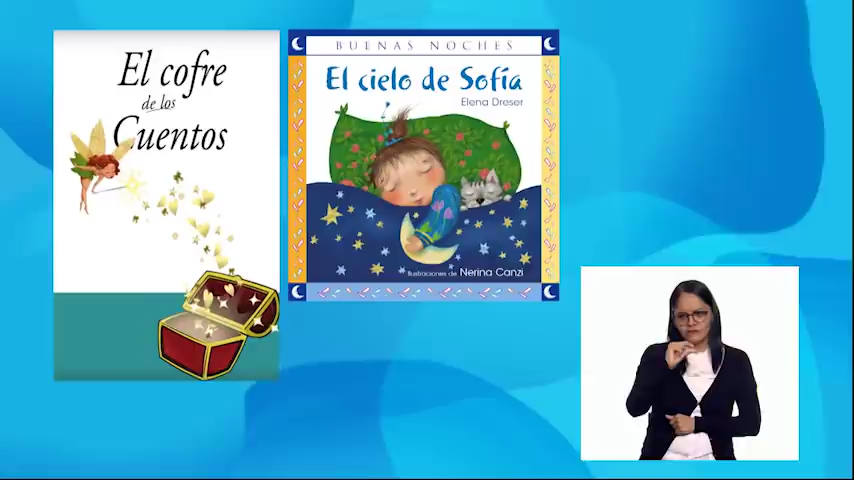 El cofre
de los
Cuentos
BUENAS NOCHES
El cielo de Sofía
Elena Dreser
Ilustraciones de Nerina Canzi